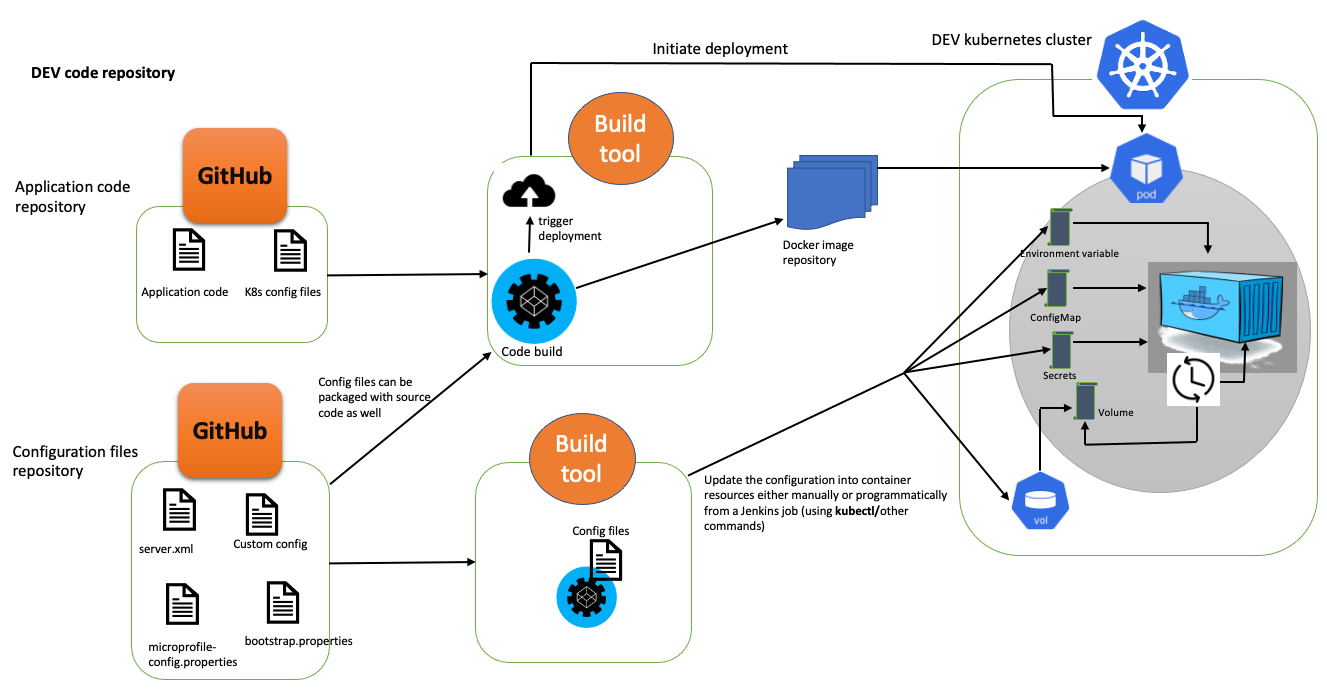 Initiate deployment
DEV kubernetes cluster
DEV code repository
Build
tool
GitHub
Application code
repository
pod
trigger
deployment
Application code
K8s config files
Code build
Docker image
repository
Environment variable
ConfigMap
Secrets
Volume
Config files can be
packaged with source
code as well
GitHub
Configuration files
repository
Build
tool
server.xml
Custom config
microprofile-
config.properties
bootstrap.properties
Config files
Update the configuration into container
resources either manually or programmatically
from a Jenkins job (using kubectl/other
commands)
vol